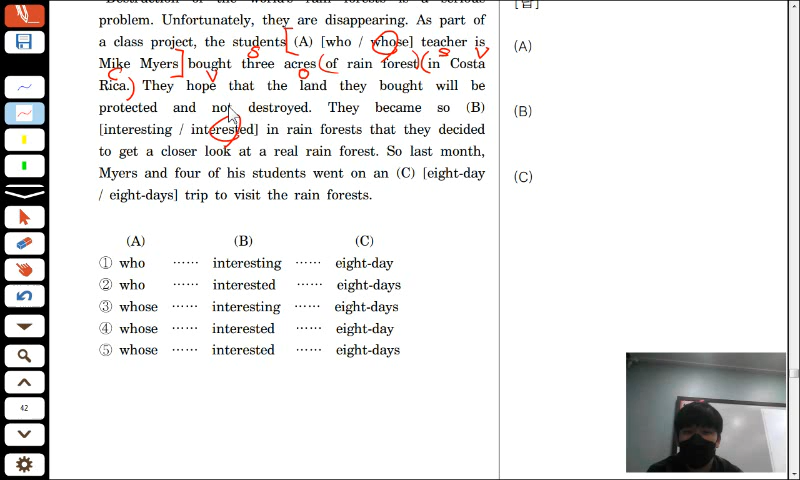 Destruction of the world's rain forests is a serious
problem. Unfortunately, they are disappearing. As part of
a class project, the students (A) [who / whose] teacher is
Mike Myers bought three acres of rain forest in Costa
Rica. They hope that the land they bought will be
protected and not destroyed. They became so (B)
[interesting / interested] in rain forests that they decided
to get a closer look at a real rain forest. So last month,
Myers and four of his students went on an (C) [eight-day
/ eight-days] trip to visit the rain forests.
(A) (B) (C)
① who ...... interesting ...... eight-day
② who ...... interested ...... eight-days
③ whose ...... interesting ...... eight-days
④ whose ...... interested ...... eight-day
⑤ whose ...... interested ...... eight-days
(A)
(B)
(C)
S
S
V
C
V
O
42